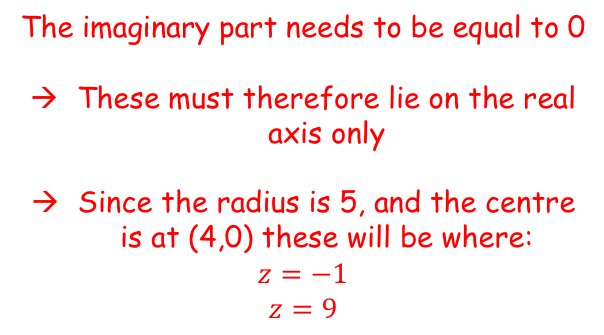 The imaginary part needs to be equal to 0
→ These must therefore lie on the real
axis only
→ Since the radius is 5, and the centre
is at (4,0) these will be where:
z = −1
z = 9